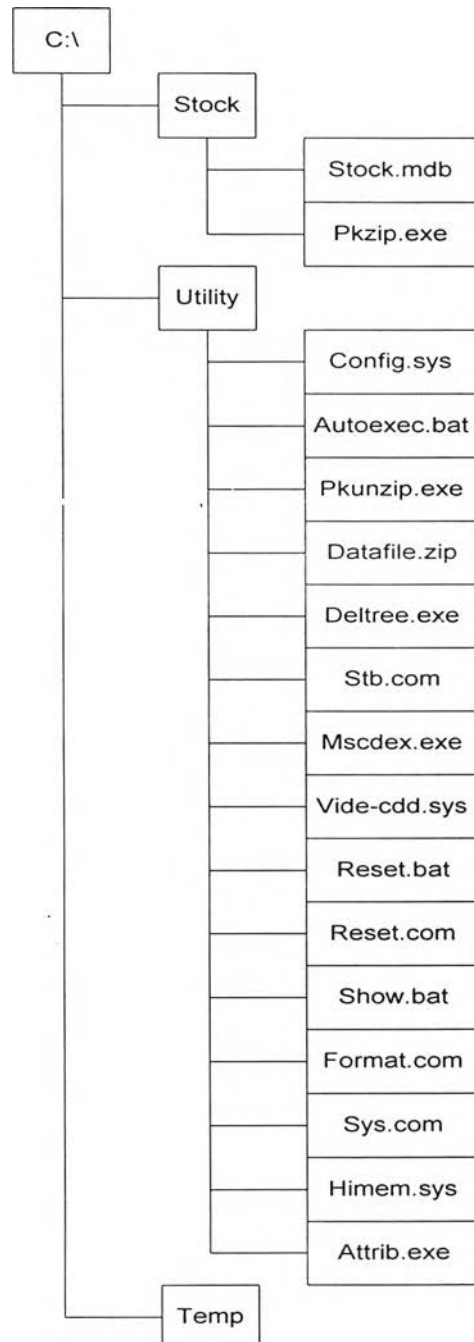 C:\
Stock
Stock.mdb
Pkzip.exe
Utility
Config.sys
Autoexec.bat
Pkunzip.exe
Datafile.zip
Deltree.exe
Stb.com
Mscdex.exe
Vide-cdd.sys
Reset.bat
Reset.com
Show.bat
Format.com
Sys.com
Himem.sys
Attrib.exe
Temp